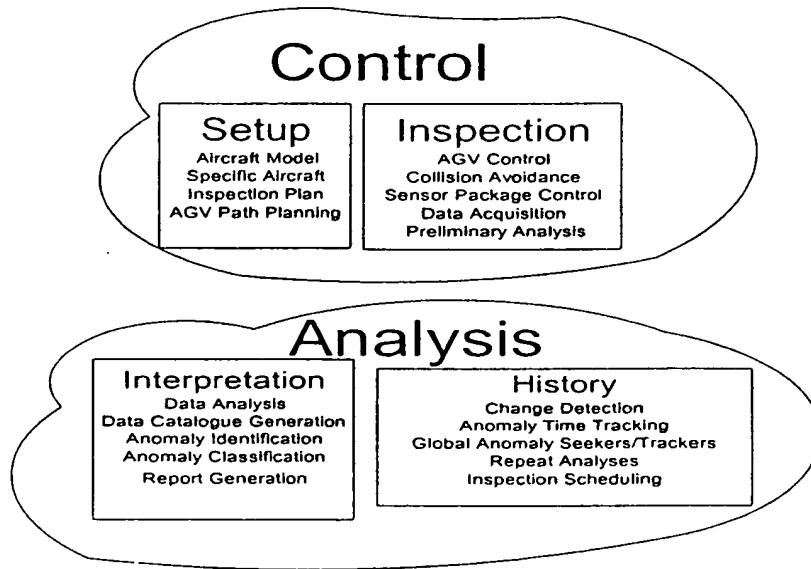 Control
Setup
Aircraft Model
Specific Aircraft
Inspection Plan
AGV Path Planning
Inspection
AGV Control
Collision Avoidance
Sensor Package Control
Data Acquisition
Preliminary Analysis
Analysis
Interpretation
Data Analysis
Data Catalogue Generation
Anomaly Identification
Anomaly Classification
Report Generation
History
Change Detection
Anomaly Time Tracking
Global Anomaly Seekers/Trackers
Repeat Analyses
Inspection Scheduling